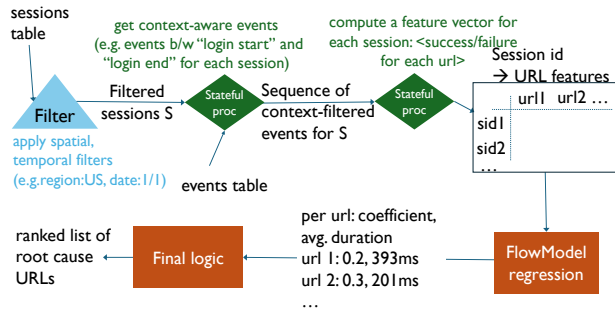 sessions
table
get context-aware events
(e.g. events b/w “login start” and
“login end” for each session)
compute a feature vector for
each session: <success/failure
for each url>
Filter
Filtered
sessions S
Stateful
proc
Sequence of
context-filtered
events for S
Stateful
proc
Session id
→ URL features
url1 url2 ...
sid1
sid2
...
apply spatial,
temporal filters
(e.g.region:US, date:1/1)
events table
ranked list of
root cause
URLs
Final logic
per url: coefficient,
avg. duration
url 1: 0.2, 393ms
url 2: 0.3, 201ms
...
FlowModel
regression